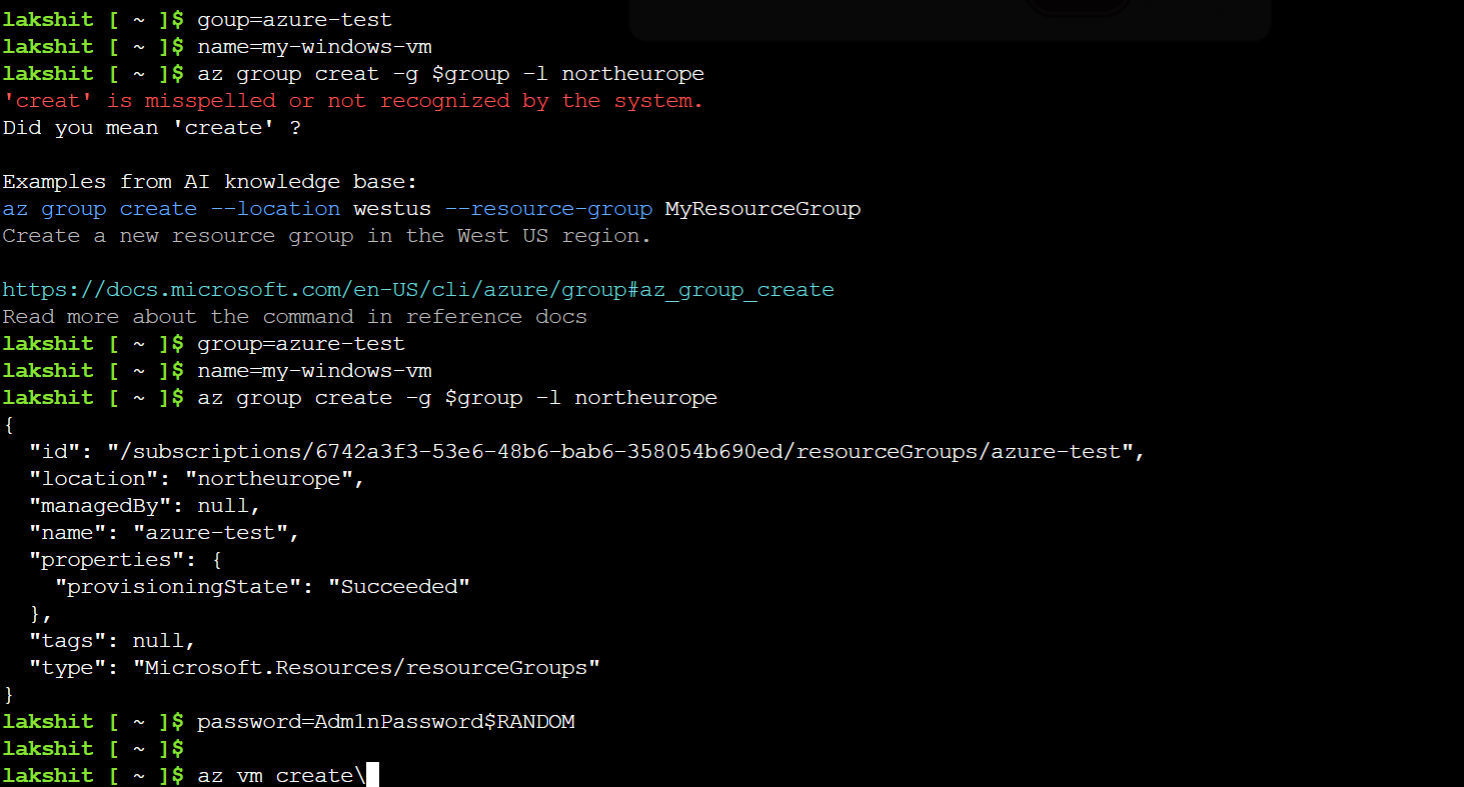 lakshit [ ~ ]$ goup=azure-test
lakshit [ ~ ]$ name=my-windows-vm
lakshit [ ~ ]$ az group creat -g $group -l northeurope
'creat' is misspelled or not recognized by the system.
Did you mean 'create' ?
Examples from AI knowledge base:
az group create --location westus --resource-group MyResourceGroup
Create a new resource group in the West US region.
https://docs.microsoft.com/en-US/cli/azure/group#az_group_create
Read more about the command in reference docs
lakshit [ ~ ]$ group=azure-test
lakshit [ ~ ]$ name=my-windows-vm
lakshit [ ~ ]$ az group create -g $group -l northeurope
{
  "id": "/subscriptions/6742a3f3-53e6-48b6-bab6-358054b690ed/resourceGroups/azure-test",
  "location": "northeurope",
  "managedBy": null,
  "name": "azure-test",
  "properties": {
    "provisioningState": "Succeeded"
  },
  "tags": null,
  "type": "Microsoft.Resources/resourceGroups"
}
lakshit [ ~ ]$ password=Adm1nPassword$RANDOM
lakshit [ ~ ]$
lakshit [ ~ ]$ az vm create\